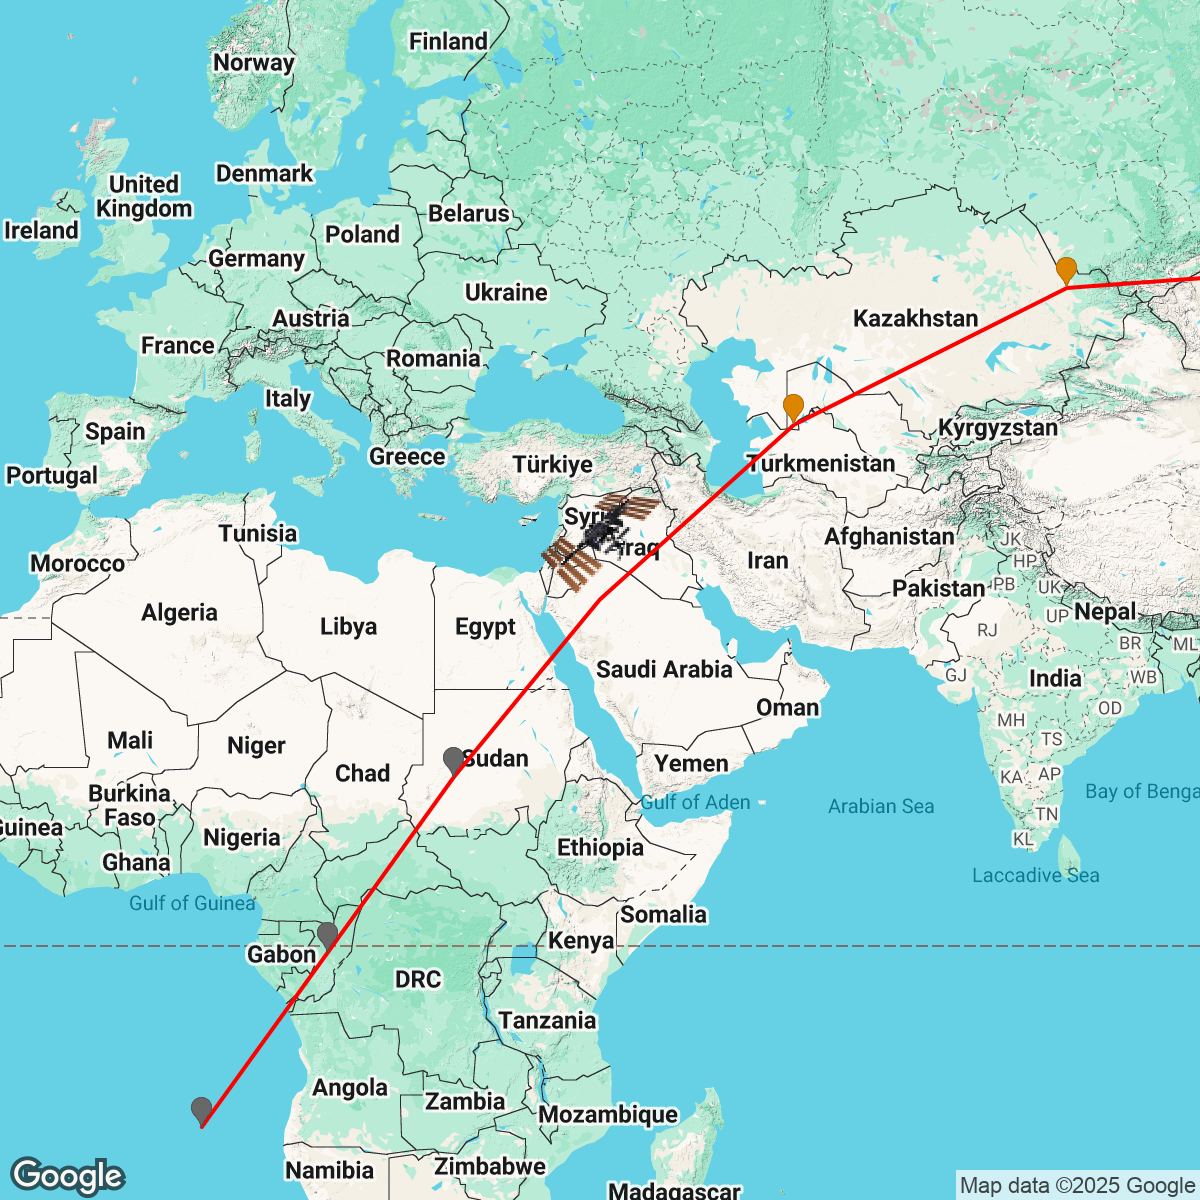 Finland
Norway
Denmark
United
Kingdom
Ireland
Belarus
Poland
Germany
Ukraine
Austria
Kazakhstan
France
Romania
Italy
Spain
Kyrgyzstan
Greece
Türkiye
Turkmenistan
Portugal
Tunisia
Syri
Afghanistan
JK
Morocco
Iraq
Iran
HP
Pakistan
PB
UK
Algeria
Libya
Egypt
UP
Nepal
RJ
BR
ML
Saudi Arabia
GJ
India
WB
Oman
OD
MH
Mali
Niger
TS
Sudan
Yemen
Chad
KA
AP
Burkina
Faso
Gulf of Aden
Arabian Sea
Bay of Benga
TN
Guinea
Nigeria
KL
Ghana
Ethiopia
Laccadive Sea
Gulf of Guinea
Somalia
Kenya
Gabon
DRC
Tanzania
Angola
Zambia
Mozambique
Namibia
Zimbabwe
Madagascar
Google
Map data ©2025 Google